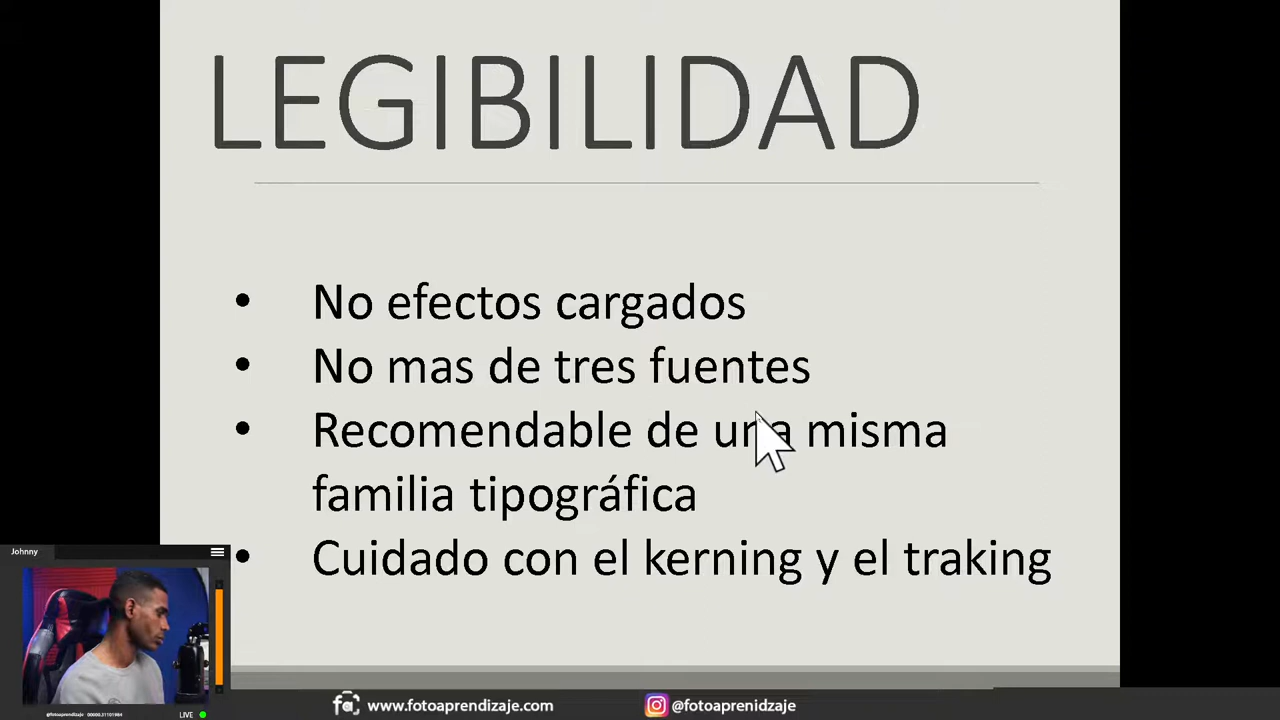 LEGIBILIDAD
• No efectos cargados
• No mas de tres fuentes
• Recomendable de una misma
familia tipográfica
• Cuidado con el kerning y el traking
Johnny
@fotoaprendizaje
LIVE
www.fotoaprendizaje.com
@fotoaprenidzaje